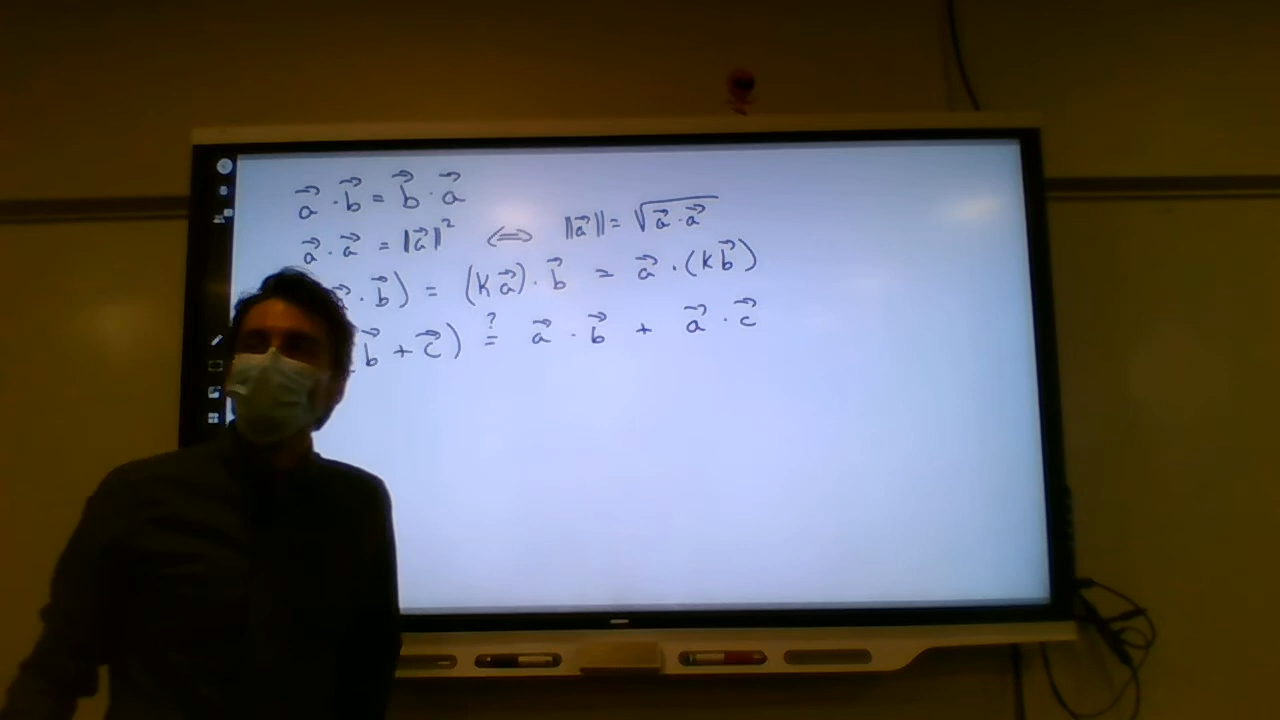 a⃗ · b⃗ = b⃗ · a⃗
a⃗ · a⃗ = ‖a⃗‖² ⟺ ‖a⃗‖ = √(a⃗ · a⃗)
· b⃗) = (k a⃗) · b⃗ = a⃗ · (k b⃗)
b⃗ + c⃗) ≟ a⃗ · b⃗ + a⃗ · c⃗